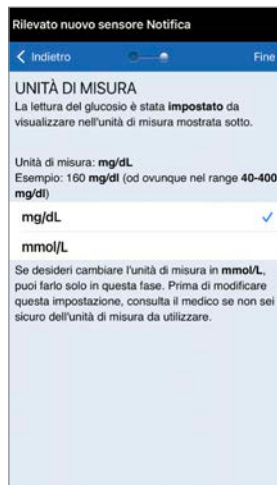 Rilevato nuovo sensore Notifica
Indietro
Fine
UNITÀ DI MISURA
La lettura del glucosio è stata impostato da
visualizzare nell'unità di misura mostrata sotto.
Unità di misura: mg/dL
Esempio: 160 mg/dl (od ovunque nel range 40-400
mg/dl)
mg/dL
mmol/L
Se desideri cambiare l'unità di misura in mmol/L,
puoi farlo solo in questa fase. Prima di modificare
questa impostazione, consulta il medico se non sei
sicuro dell'unità di misura da utilizzare.